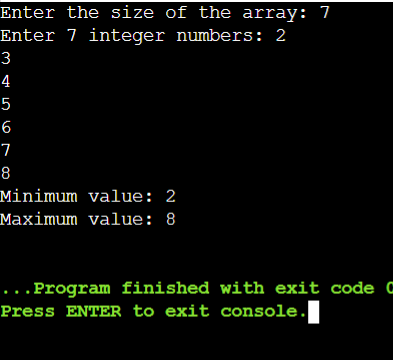 Enter the size of the array: 7
Enter 7 integer numbers: 2
3
4
5
6
7
8
Minimum value: 2
Maximum value: 8
...Program finished with exit code 0
Press ENTER to exit console.